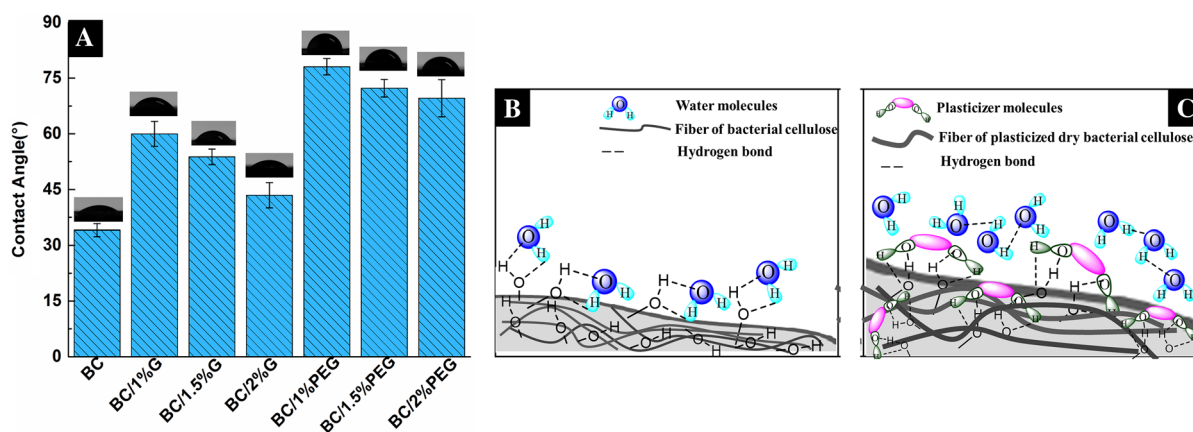 A
Contact Angle(°)
90
75
60
45
30
15
0
BC
BC/1%G
BC/1.5%G
BC/2%G
BC/1%PEG
BC/1.5%PEG
BC/2%PEG
B
O
H H
Water molecules
Fiber of bacterial cellulose
Hydrogen bond
C
Plasticizer molecules
Fiber of plasticized dry bacterial cellulose
Hydrogen bond